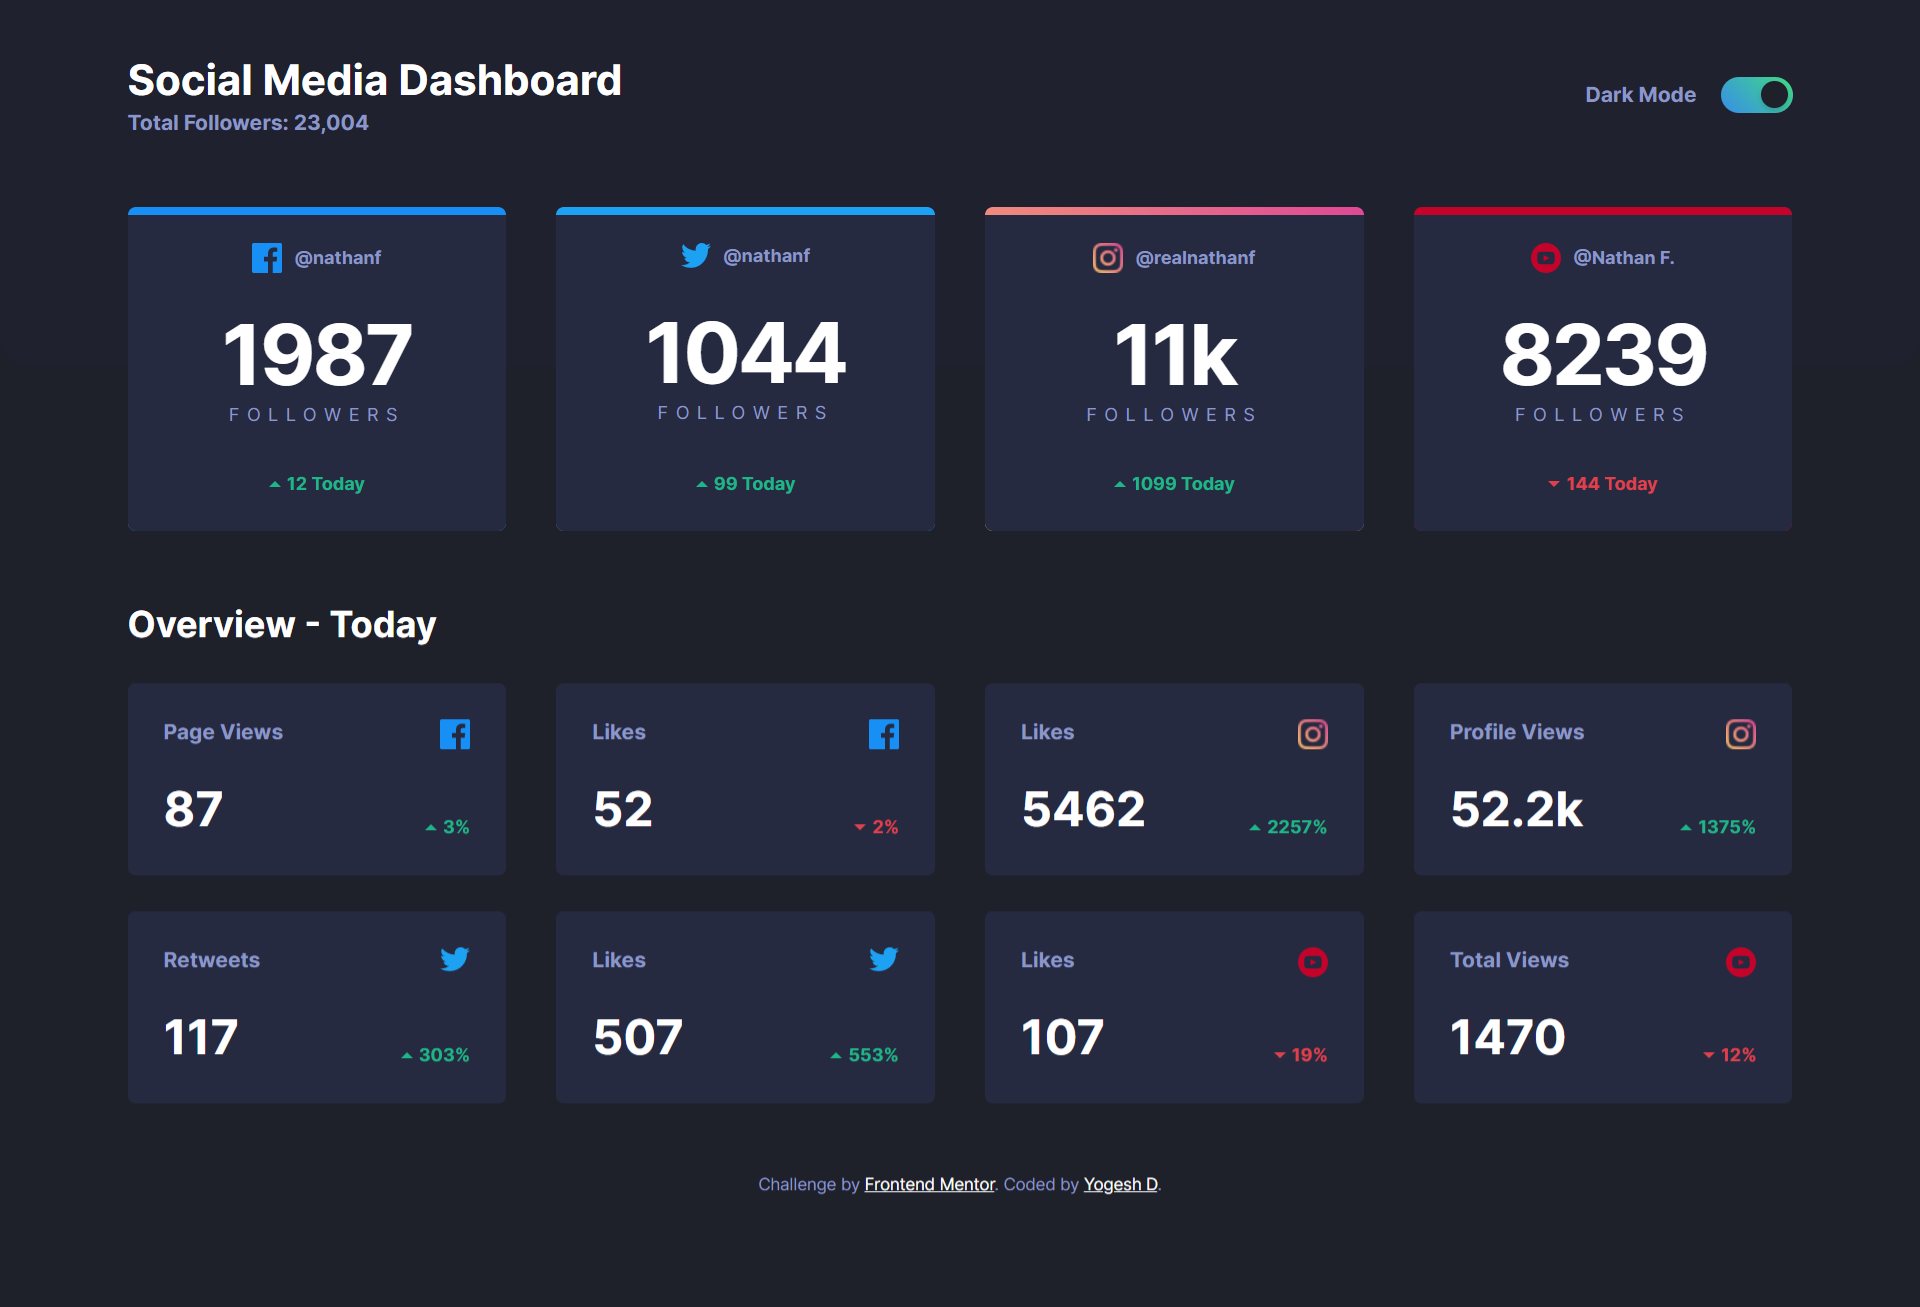 Social Media Dashboard
Total Followers: 23,004
Dark Mode
@nathanf
1987
FOLLOWERS
12 Today
@nathanf
1044
FOLLOWERS
99 Today
@realnathanf
11k
FOLLOWERS
1099 Today
@Nathan F.
8239
FOLLOWERS
144 Today
Overview - Today
Page Views
87
3%
Likes
52
2%
Likes
5462
2257%
Profile Views
52.2k
1375%
Retweets
117
303%
Likes
507
553%
Likes
107
19%
Total Views
1470
12%
Challenge by Frontend Mentor. Coded by Yogesh D.